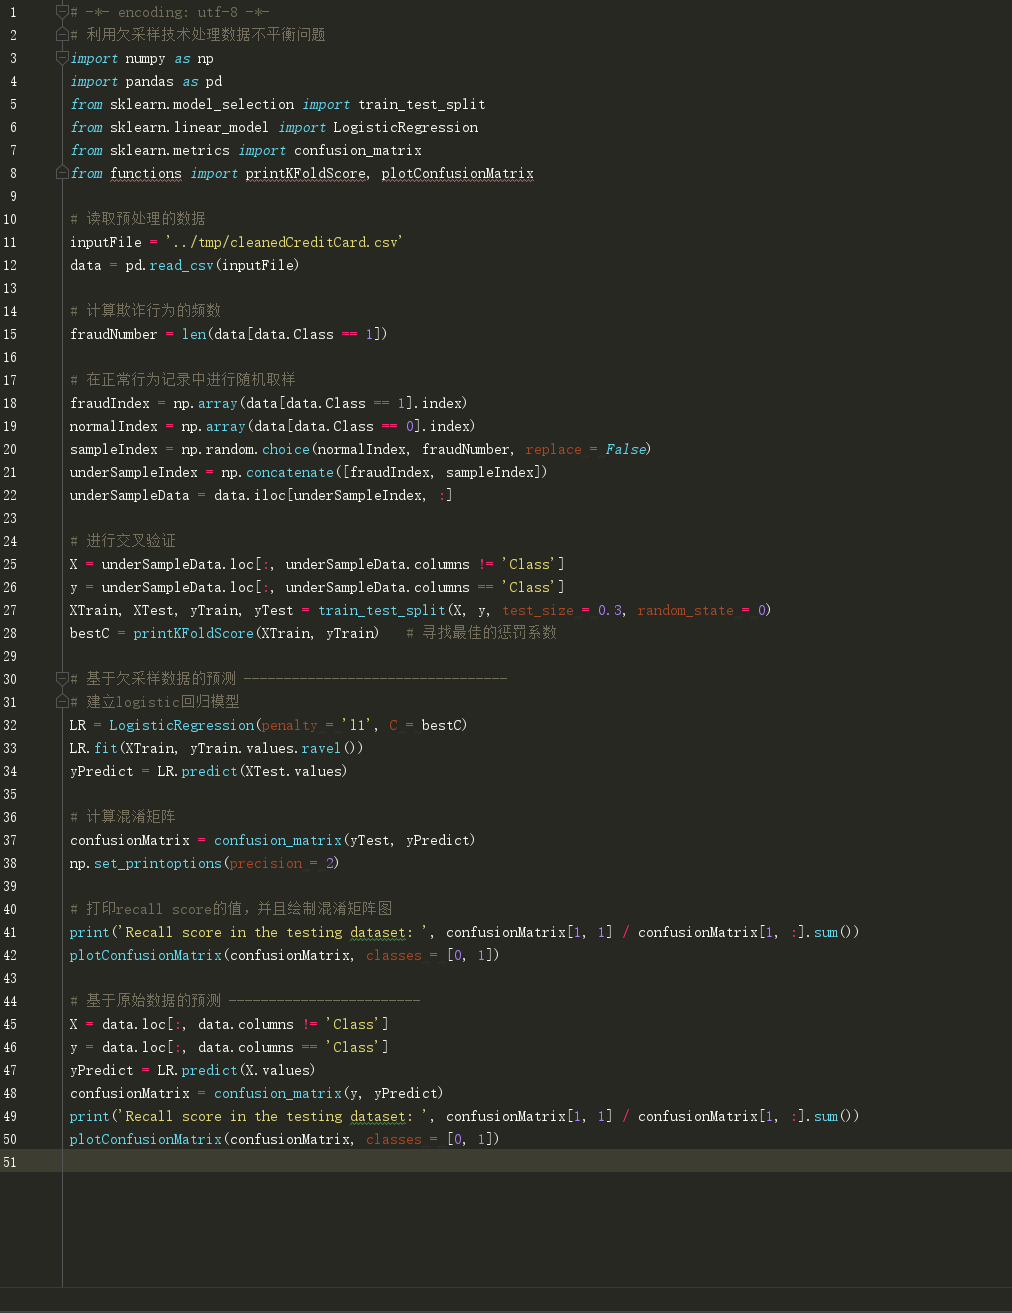 1 # -*- encoding: utf-8 -*-
2 # 利用欠采样技术处理数据不平衡问题
3 import numpy as np
4 import pandas as pd
5 from sklearn.model_selection import train_test_split
6 from sklearn.linear_model import LogisticRegression
7 from sklearn.metrics import confusion_matrix
8 from functions import printKFoldScore, plotConfusionMatrix
9
10 # 读取预处理的数据
11 inputFile = '../tmp/cleanedCreditCard.csv'
12 data = pd.read_csv(inputFile)
13
14 # 计算欺诈行为的频数
15 fraudNumber = len(data[data.Class == 1])
16
17 # 在正常行为记录中进行随机取样
18 fraudIndex = np.array(data[data.Class == 1].index)
19 normalIndex = np.array(data[data.Class == 0].index)
20 sampleIndex = np.random.choice(normalIndex, fraudNumber, replace = False)
21 underSampleIndex = np.concatenate([fraudIndex, sampleIndex])
22 underSampleData = data.iloc[underSampleIndex, :]
23
24 # 进行交叉验证
25 X = underSampleData.loc[:, underSampleData.columns != 'Class']
26 y = underSampleData.loc[:, underSampleData.columns == 'Class']
27 XTrain, XTest, yTrain, yTest = train_test_split(X, y, test_size = 0.3, random_state = 0)
28 bestC = printKFoldScore(XTrain, yTrain)   # 寻找最佳的惩罚系数
29
30 # 基于欠采样数据的预测 ---------------------------------
31 # 建立logistic回归模型
32 LR = LogisticRegression(penalty = 'l1', C = bestC)
33 LR.fit(XTrain, yTrain.values.ravel())
34 yPredict = LR.predict(XTest.values)
35
36 # 计算混淆矩阵
37 confusionMatrix = confusion_matrix(yTest, yPredict)
38 np.set_printoptions(precision = 2)
39
40 # 打印recall score的值，并且绘制混淆矩阵图
41 print('Recall score in the testing dataset: ', confusionMatrix[1, 1] / confusionMatrix[1, :].sum())
42 plotConfusionMatrix(confusionMatrix, classes = [0, 1])
43
44 # 基于原始数据的预测 ------------------------
45 X = data.loc[:, data.columns != 'Class']
46 y = data.loc[:, data.columns == 'Class']
47 yPredict = LR.predict(X.values)
48 confusionMatrix = confusion_matrix(y, yPredict)
49 print('Recall score in the testing dataset: ', confusionMatrix[1, 1] / confusionMatrix[1, :].sum())
50 plotConfusionMatrix(confusionMatrix, classes = [0, 1])
51